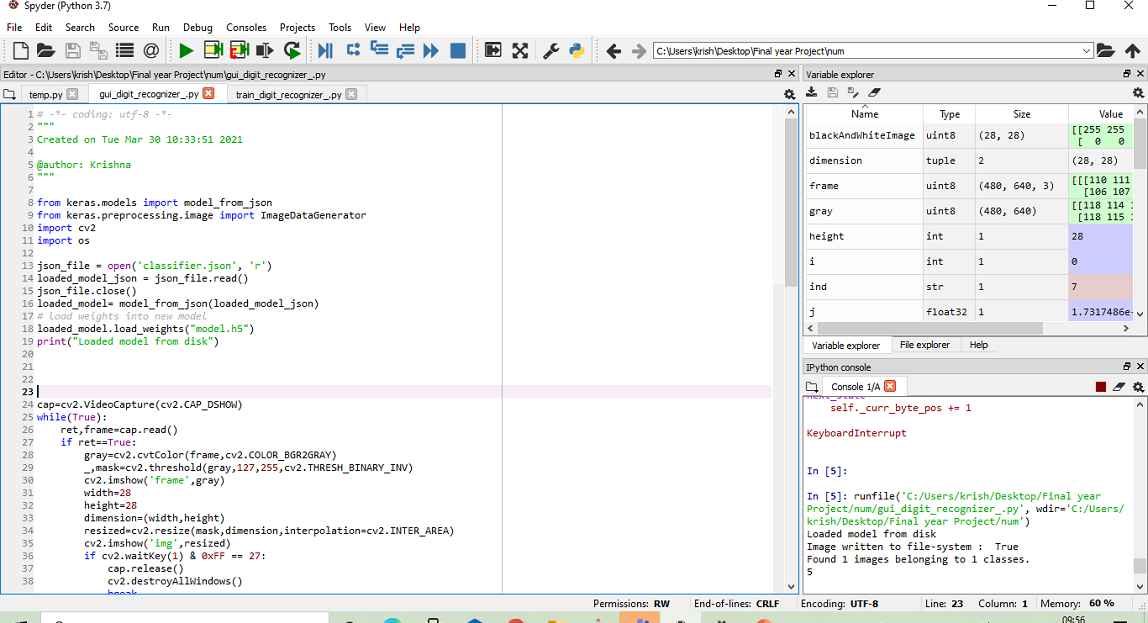 Spyder (Python 3.7)
File Edit Search Source Run Debug Consoles Projects Tools View Help
C:\Users\krish\Desktop\Final year Project\num
Editor - C:\Users\krish\Desktop\Final year Project\num\gui_digit_recognizer_.py
temp.py gui_digit_recognizer_.py train_digit_recognizer_.py
1 # -*- coding: utf-8 -*-
2 """
3 Created on Tue Mar 30 10:33:51 2021
4
5 @author: Krishna
6 """
7
8 from keras.models import model_from_json
9 from keras.preprocessing.image import ImageDataGenerator
10 import cv2
11 import os
12
13 json_file = open('classifier.json', 'r')
14 loaded_model_json = json_file.read()
15 json_file.close()
16 loaded_model= model_from_json(loaded_model_json)
17 # load weights into new model
18 loaded_model.load_weights("model.h5")
19 print("Loaded model from disk")
20
21
22
23
24 cap=cv2.VideoCapture(cv2.CAP_DSHOW)
25 while(True):
26     ret,frame=cap.read()
27     if ret==True:
28         gray=cv2.cvtColor(frame,cv2.COLOR_BGR2GRAY)
29         _,mask=cv2.threshold(gray,127,255,cv2.THRESH_BINARY_INV)
30         cv2.imshow('frame',gray)
31         width=28
32         height=28
33         dimension=(width,height)
34         resized=cv2.resize(mask,dimension,interpolation=cv2.INTER_AREA)
35         cv2.imshow('img',resized)
36         if cv2.waitKey(1) & 0xFF == 27:
37             cap.release()
38             cv2.destroyAllWindows()
break
Variable explorer
Name Type Size Value
blackAndWhiteImage uint8 (28, 28) [[255 255
[ 0 0
dimension tuple 2 (28, 28)
frame uint8 (480, 640, 3) [[[110 111
[106 107
gray uint8 (480, 640) [[118 114
[118 115
height int 1 28
i int 1 0
ind str 1 7
j float32 1 1.7317486e-
Variable explorer File explorer Help
IPython console
Console 1/A
next_state
self._curr_byte_pos += 1
KeyboardInterrupt
In [5]:
In [5]: runfile('C:/Users/krish/Desktop/Final year
Project/num/gui_digit_recognizer_.py', wdir='C:/Users/
krish/Desktop/Final year Project/num')
Loaded model from disk
Image written to file-system :  True
Found 1 images belonging to 1 classes.
5
Permissions: RW End-of-lines: CRLF Encoding: UTF-8 Line: 23 Column: 1 Memory: 60 %
09:56